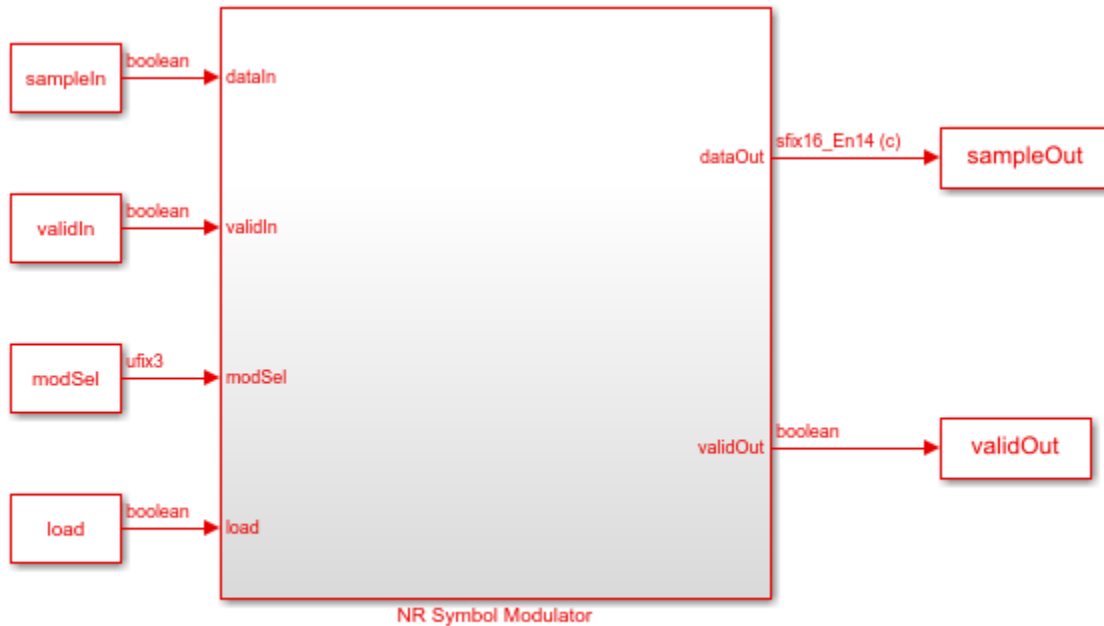 sampleIn
boolean
dataIn
validIn
boolean
validIn
modSel
ufix3
modSel
load
boolean
load
dataOut
sfix16_En14 (c)
sampleOut
validOut
boolean
validOut
NR Symbol Modulator